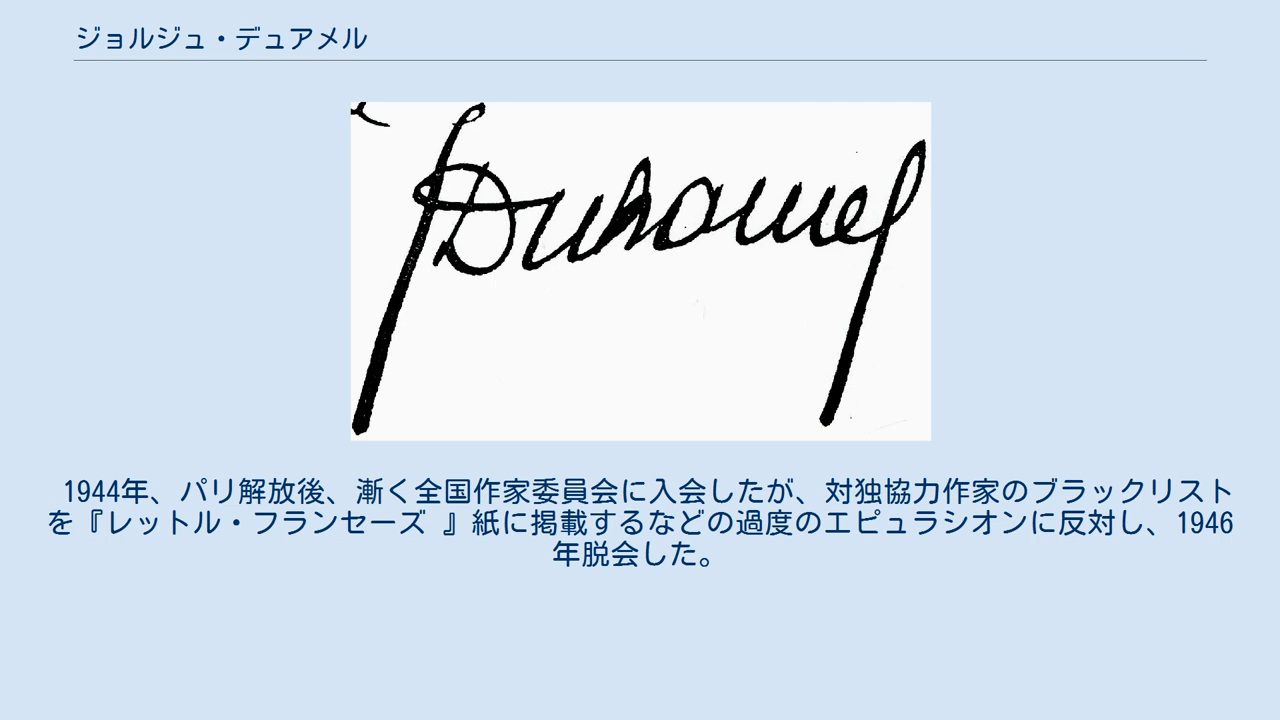 ジョルジュ・デュアメル
Duhamel
1944年、パリ解放後、漸く全国作家委員会に入会したが、対独協力作家のブラックリスト
を『レットル・フランセーズ 』紙に掲載するなどの過度のエピュラシオンに反対し、1946
年脱会した。